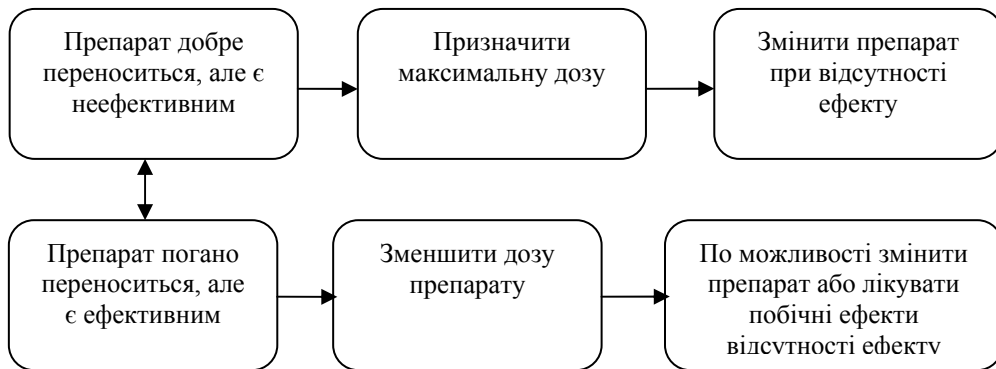 Препарат добре
переноситься, але є
неефективним
Призначити
максимальну дозу
Змінити препарат
при відсутності
ефекту
Препарат погано
переноситься, але
є ефективним
Зменшити дозу
препарату
По можливості змінити
препарат або лікувати
побічні ефекти
відсутності ефекту